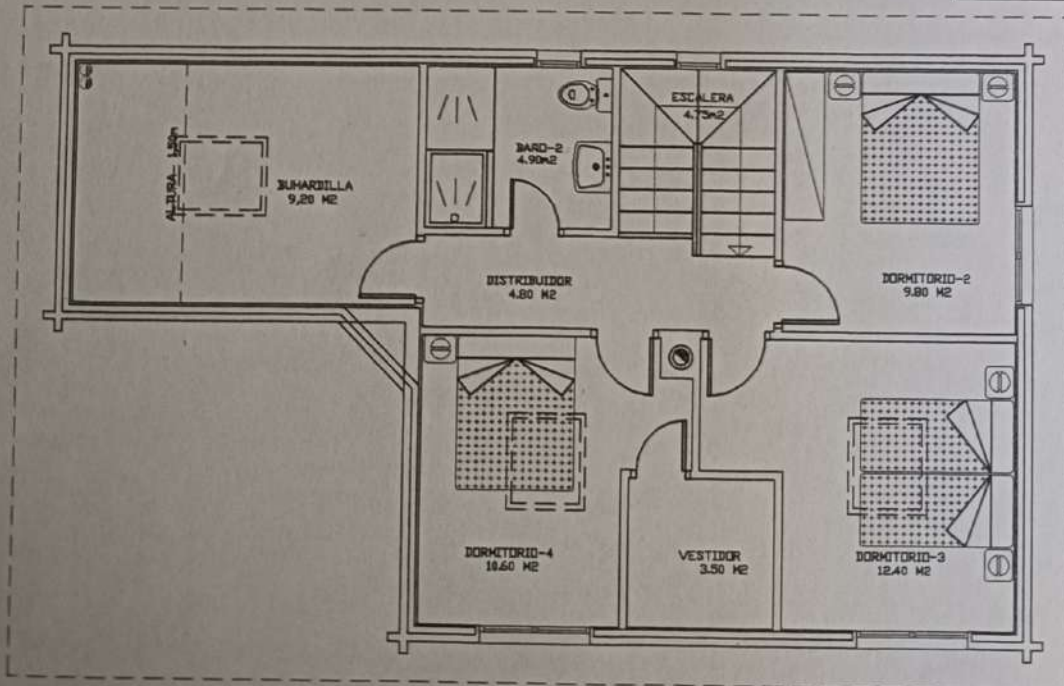 ESCALERA
4.75m2
BAÑO-2
4.90m2
ALTURA 1,50m
BUHARDILLA
9,20 M2
DISTRIBUIDOR
4.80 M2
DORMITORIO-2
9.80 M2
DORMITORIO-4
10.60 M2
VESTIDOR
3.50 M2
DORMITORIO-3
12.40 M2